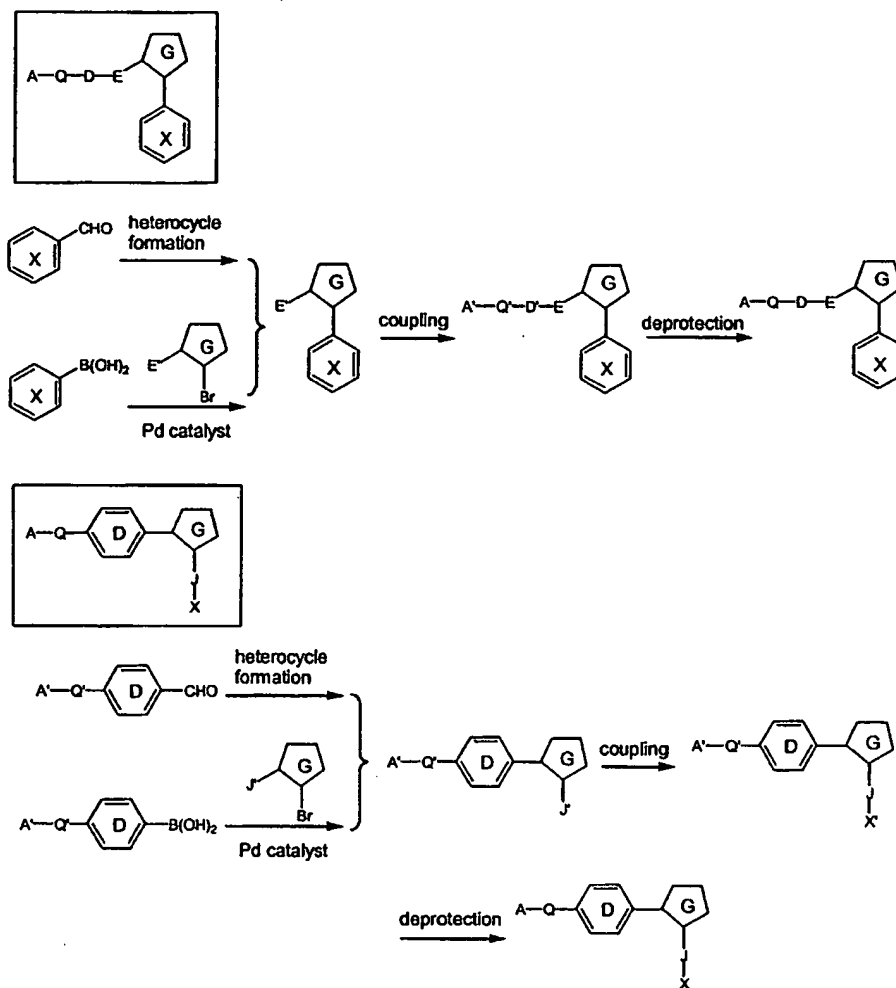 G
A—Q—D—E
X
CHO
X
heterocycle
formation
B(OH)₂
X
E'
G
Br
Pd catalyst
E'
G
X
coupling
A'—Q'—D'—E
G
X
deprotection
A—Q—D—E
G
X
A—Q
D
G
J
X
A'—Q'
D
CHO
heterocycle
formation
A'—Q'
D
B(OH)₂
J'
G
Br
Pd catalyst
A'—Q'
D
G
J'
coupling
A'—Q'
D
G
J
X'
deprotection
A—Q
D
G
J
X